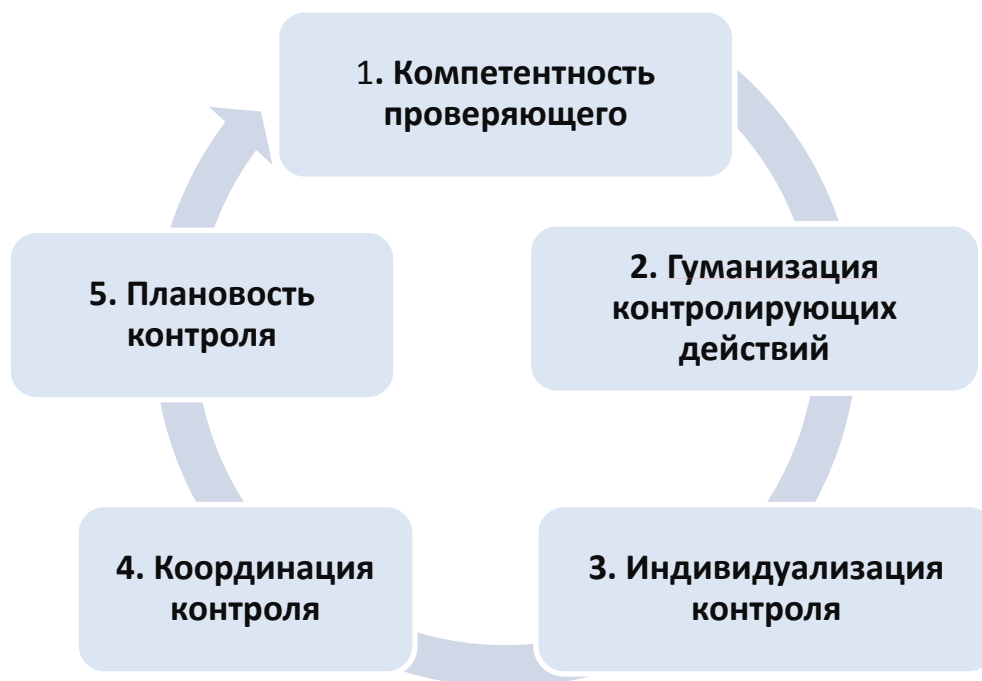 1. Компетентность
проверяющего
2. Гуманизация
контролирующих
действий
3. Индивидуализация
контроля
4. Координация
контроля
5. Плановость
контроля